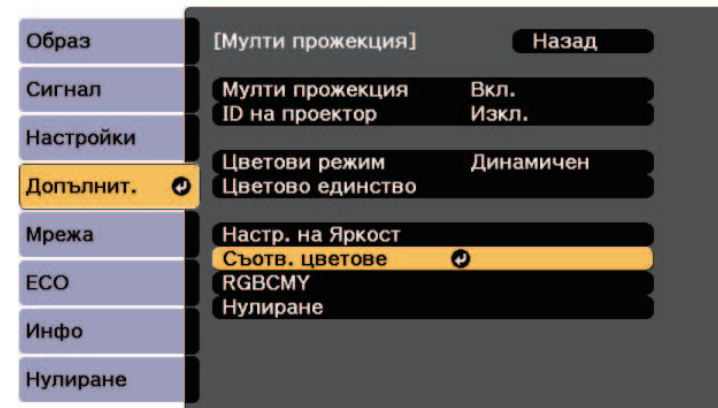 Образ
Сигнал
Настройки
Допълнит.
Мрежа
ECO
Инфо
Нулиране
[Мулти прожекция] Назад
Мулти прожекция Вкл.
ID на проектор Изкл.
Цветови режим Динамичен
Цветово единство
Настр. на Яркост
Съотв. цветове
RGBCMY
Нулиране